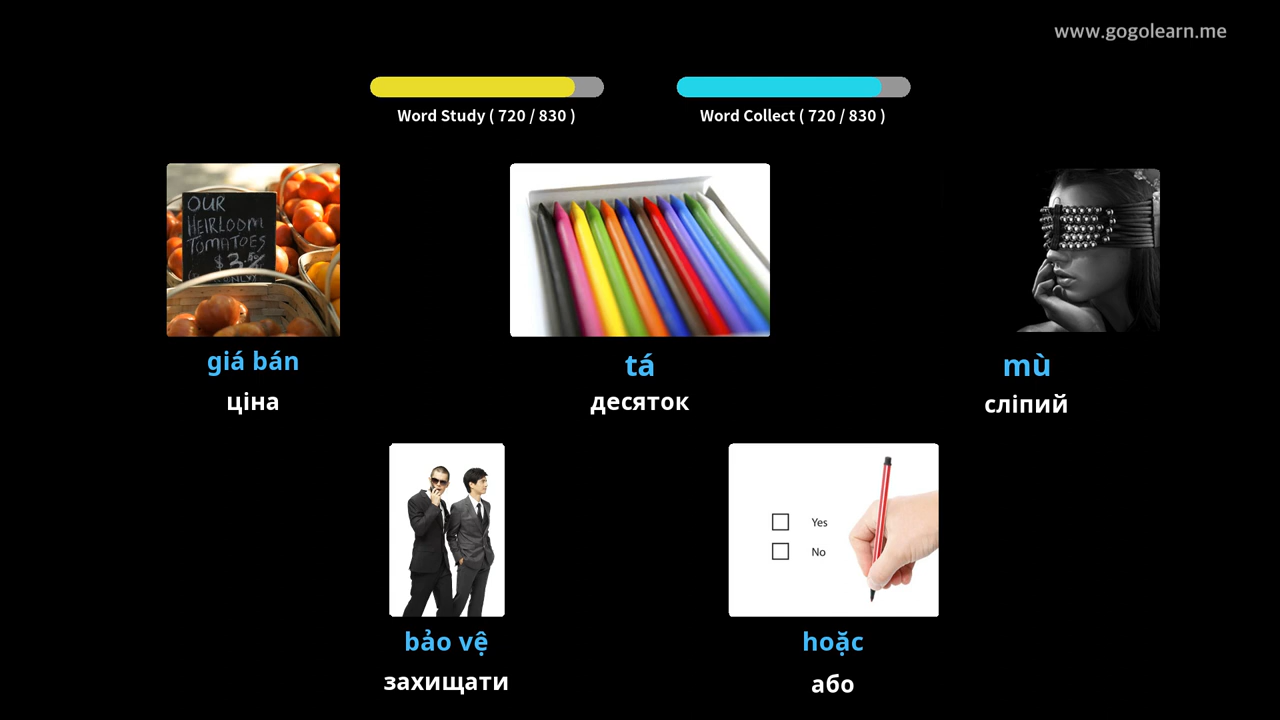 www.gogolearn.me
Word Study ( 720 / 830 )
Word Collect ( 720 / 830 )
OUR
HEIRLOOM
TOMATOES
giá bán
ціна
tá
десяток
mù
сліпий
Yes
No
bảo vệ
захищати
hoặc
або